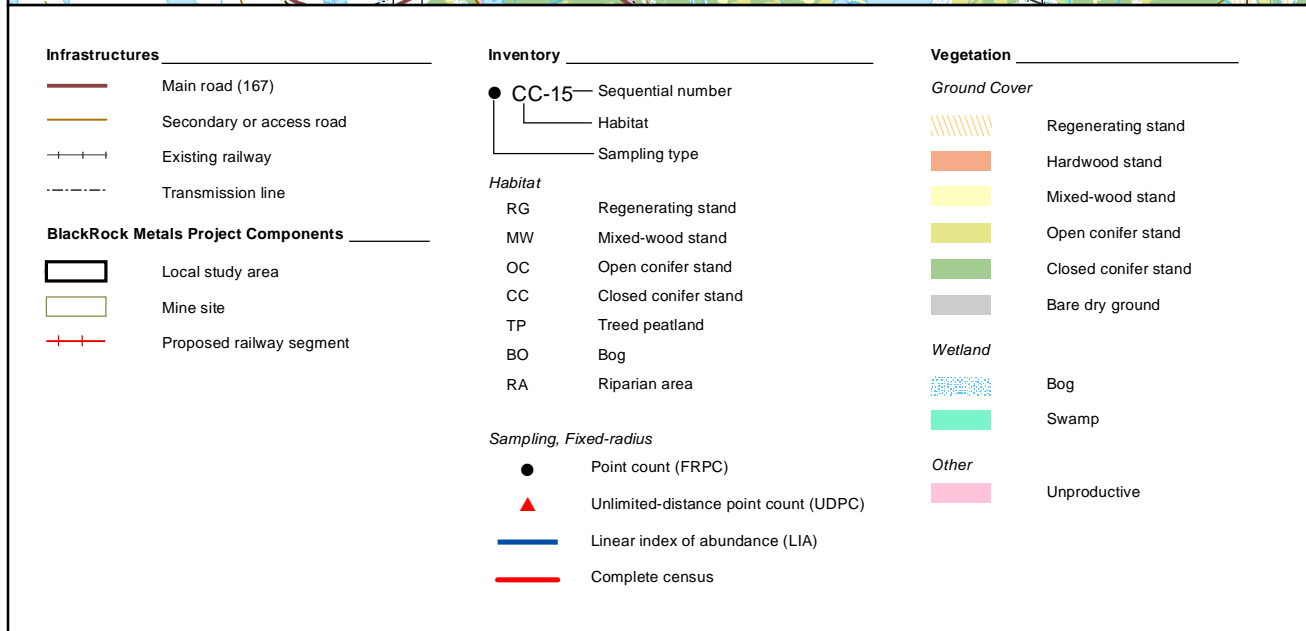 Infrastructures
Main road (167)
Secondary or access road
Existing railway
Transmission line
BlackRock Metals Project Components
Local study area
Mine site
Proposed railway segment
Inventory
CC-15
Sequential number
Habitat
Sampling type
Habitat
RG Regenerating stand
MW Mixed-wood stand
OC Open conifer stand
CC Closed conifer stand
TP Treed peatland
BO Bog
RA Riparian area
Sampling, Fixed-radius
Point count (FRPC)
Unlimited-distance point count (UDPC)
Linear index of abundance (LIA)
Complete census
Vegetation
Ground Cover
Regenerating stand
Hardwood stand
Mixed-wood stand
Open conifer stand
Closed conifer stand
Bare dry ground
Wetland
Bog
Swamp
Other
Unproductive